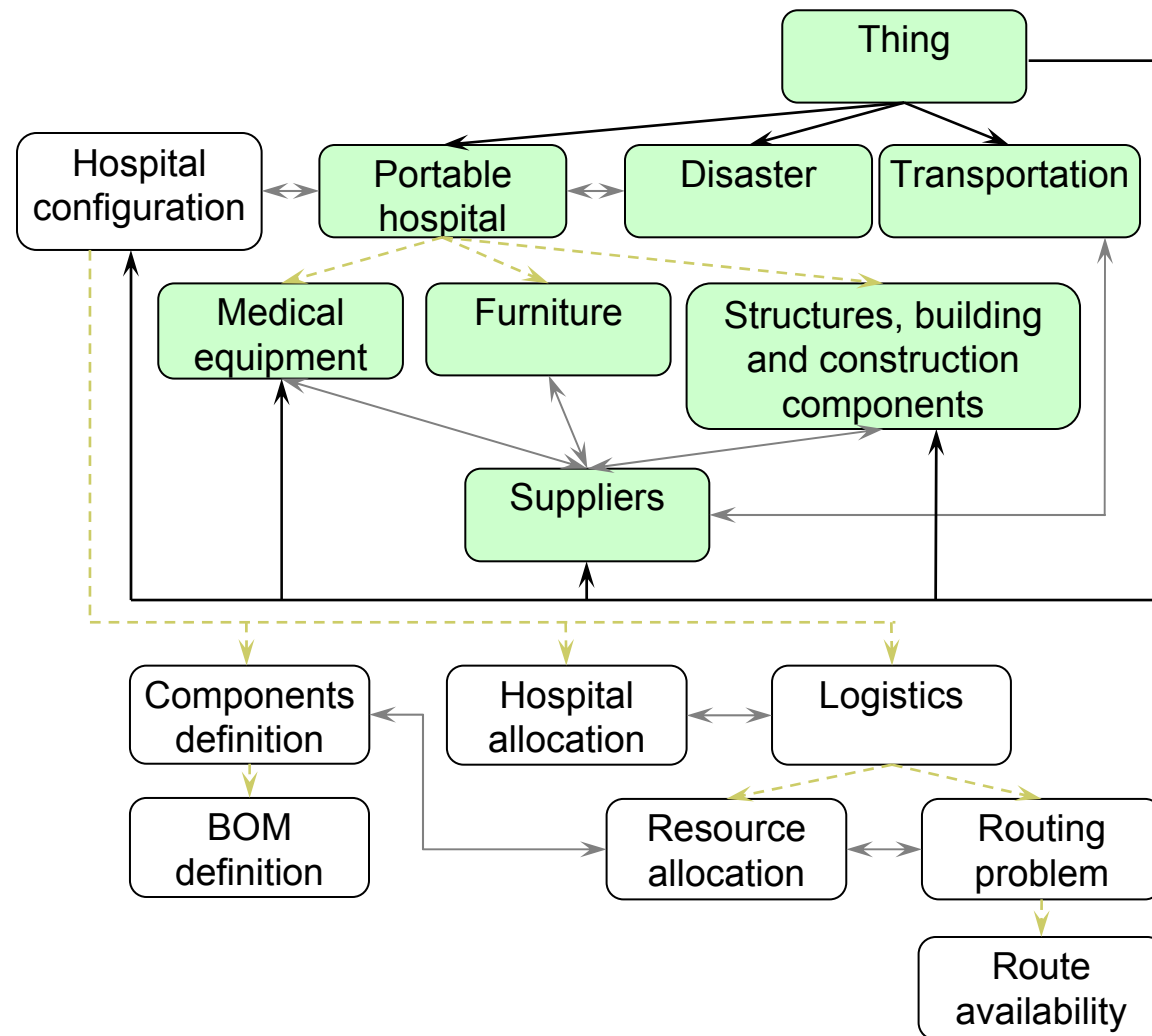 Thing
Hospital
configuration
Portable
hospital
Disaster
Transportation
Medical
equipment
Furniture
Structures, building
and construction
components
Suppliers
Components
definition
Hospital
allocation
Logistics
BOM
definition
Resource
allocation
Routing
problem
Route
availability